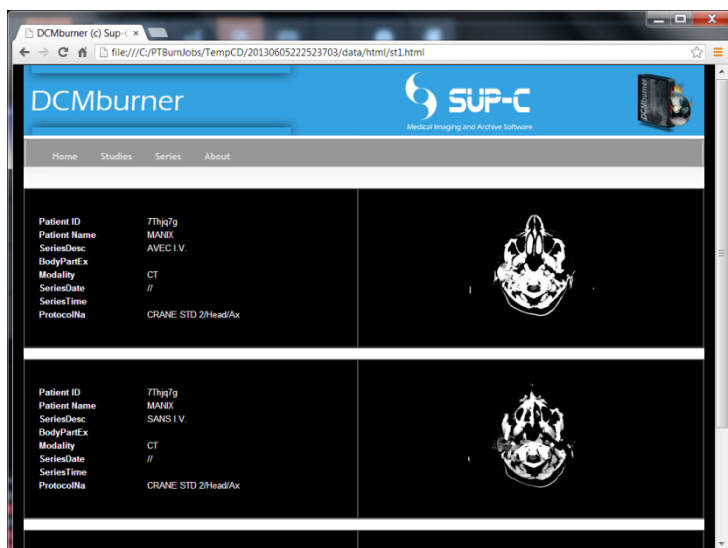 DCMburner (c) Sup-C
file:///C:/PTBurnJobs/TempCD/20130605222523703/data/html/st1.html
DCMburner
SUP-C
Medical Imaging and Archive Software
DCMburner
Home Studies Series About
Patient ID 7Thjq7g
Patient Name MANIX
SeriesDesc AVEC I.V.
BodyPartEx
Modality CT
SeriesDate //
SeriesTime
ProtocolNa CRANE STD 2/Head/Ax
Patient ID 7Thjq7g
Patient Name MANIX
SeriesDesc SANS I.V.
BodyPartEx
Modality CT
SeriesDate //
SeriesTime
ProtocolNa CRANE STD 2/Head/Ax